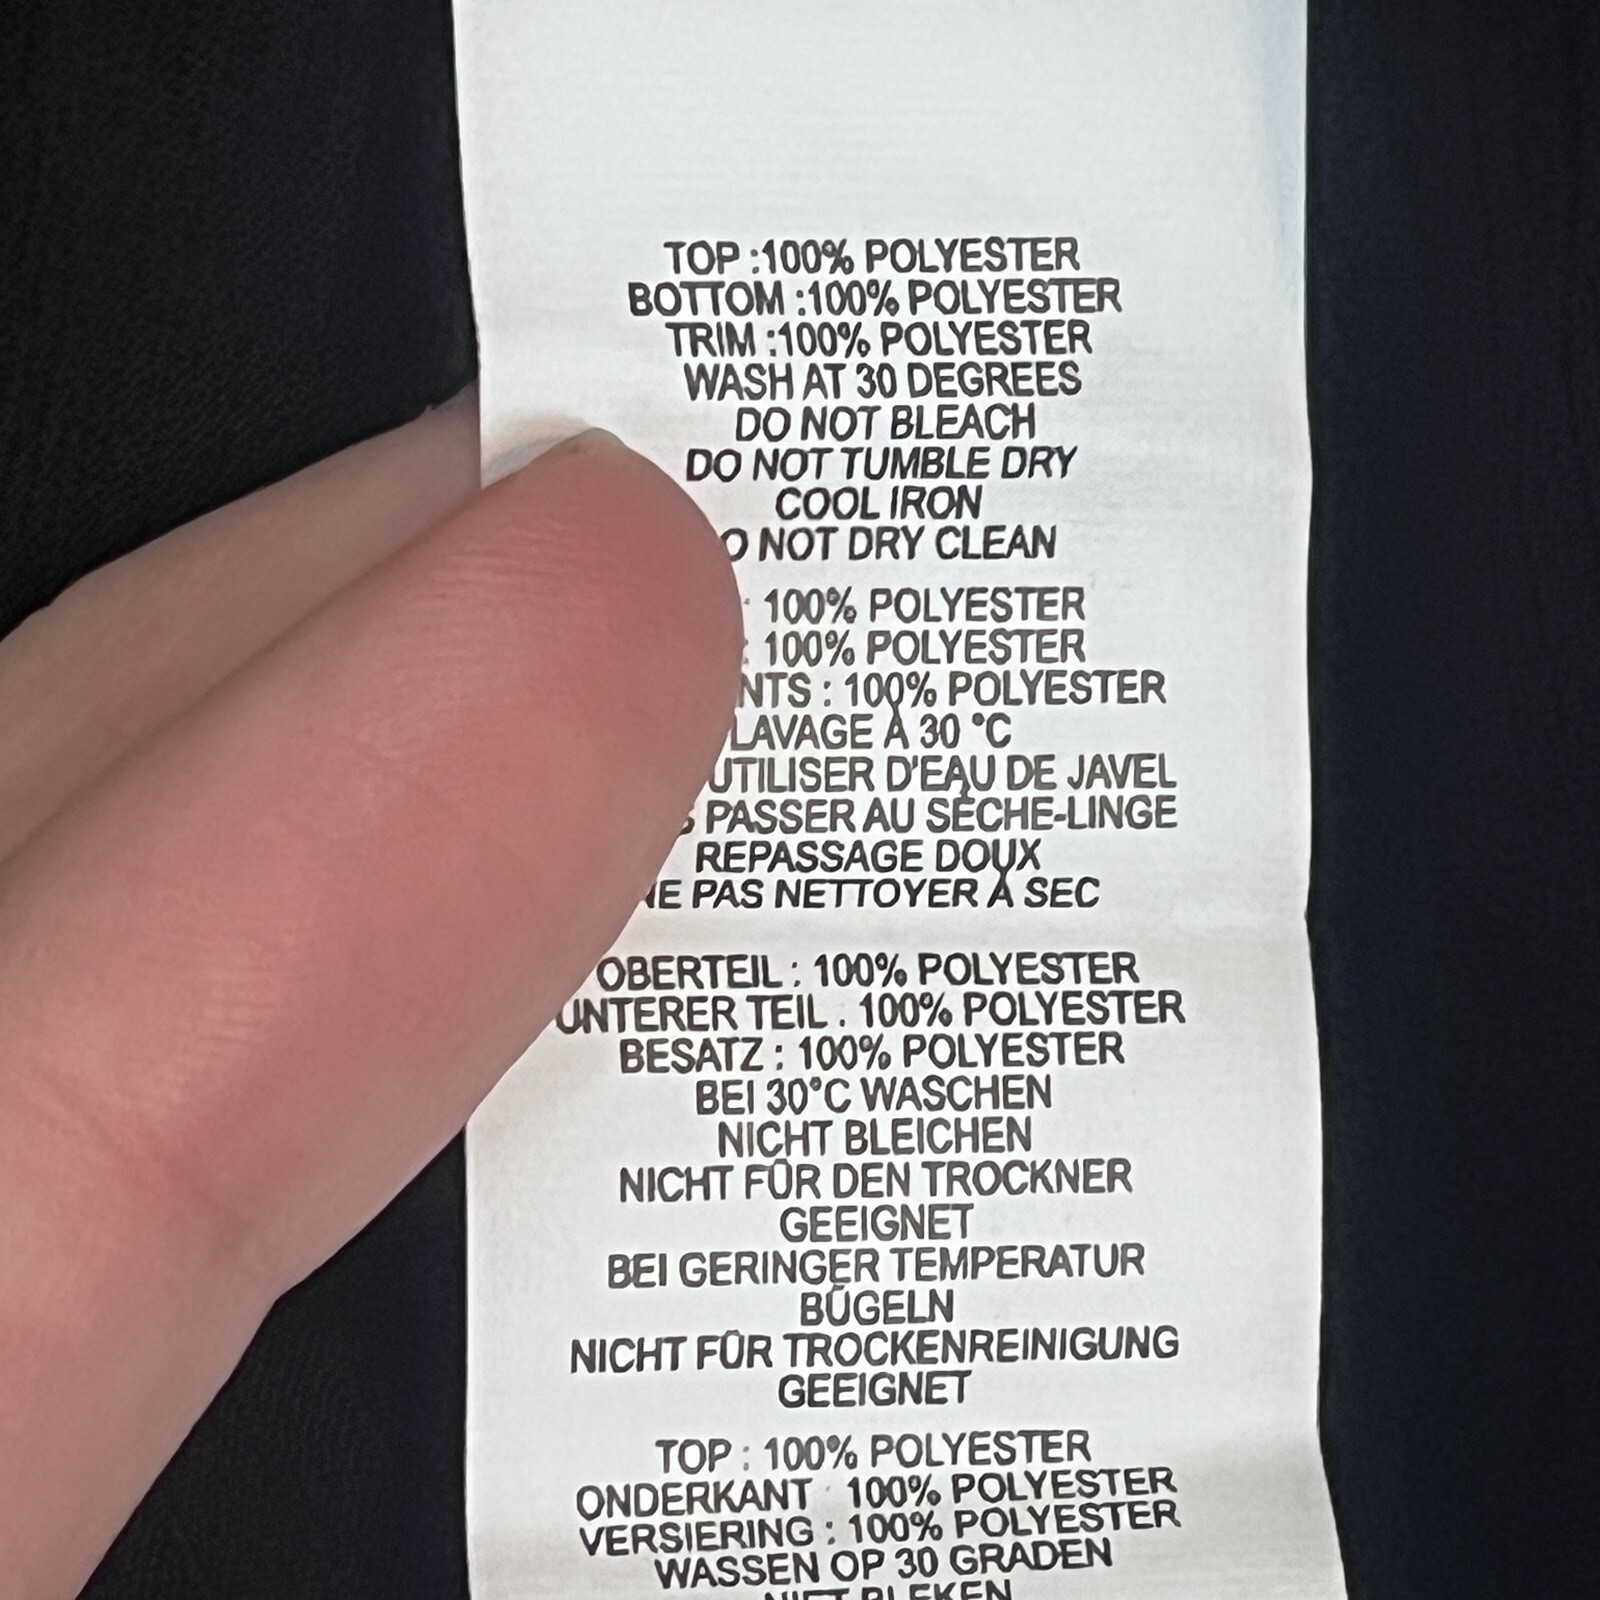 TOP :100% POLYESTER
BOTTOM :100% POLYESTER
TRIM :100% POLYESTER
WASH AT 30 DEGREES
DO NOT BLEACH
DO NOT TUMBLE DRY
COOL IRON
NOT DRY CLEAN
: 100% POLYESTER
: 100% POLYESTER
: 100% POLYESTER
LAVAGE À 30 °C
UTILISER D'EAU DE JAVEL
PASSER AU SÈCHE-LINGE
REPASSAGE DOUX
NE PAS NETTOYER À SEC
OBERTEIL : 100% POLYESTER
UNTERER TEIL : 100% POLYESTER
BESATZ : 100% POLYESTER
BEI 30°C WASCHEN
NICHT BLEICHEN
NICHT FÜR DEN TROCKNER
GEEIGNET
BEI GERINGER TEMPERATUR
BÜGELN
NICHT FÜR TROCKENREINIGUNG
GEEIGNET
TOP : 100% POLYESTER
ONDERKANT : 100% POLYESTER
VERSIERING : 100% POLYESTER
WASSEN OP 30 GRADEN
NIET BLEKEN